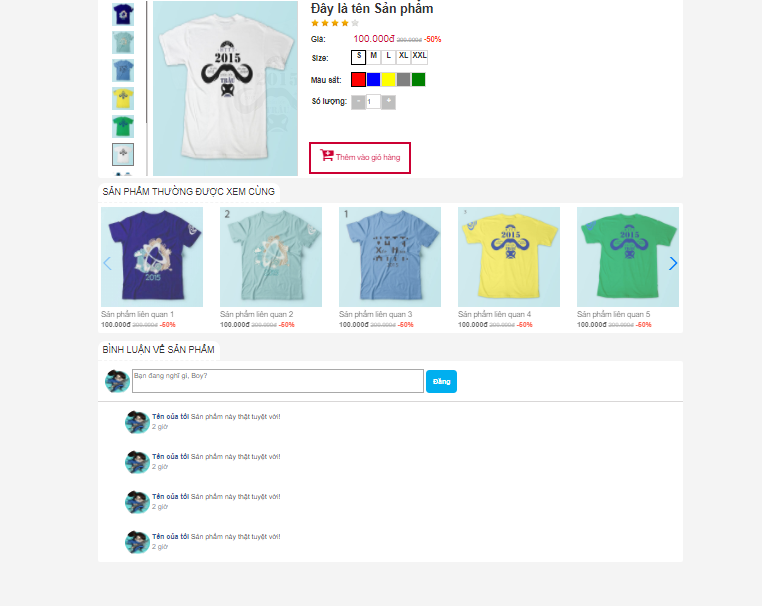 Đây là tên Sản phẩm
Giá: 100.000đ 200.000đ -50%
Size: S M L XL XXL
Màu sắt:
Số lượng: - 1 +
Thêm vào giỏ hàng
2015
TRÂU
SẢN PHẨM THƯỜNG ĐƯỢC XEM CÙNG
2015
2
1
2015
2015
TRÂU
2015
Sản phẩm liên quan 1
100.000đ 200.000đ -50%
Sản phẩm liên quan 2
100.000đ 200.000đ -50%
Sản phẩm liên quan 3
100.000đ 200.000đ -50%
Sản phẩm liên quan 4
100.000đ 200.000đ -50%
Sản phẩm liên quan 5
100.000đ 200.000đ -50%
BÌNH LUẬN VỀ SẢN PHẨM
Bạn đang nghĩ gì, Boy?
Đăng
Tên của tôi Sản phẩm này thật tuyệt vời!
2 giờ
Tên của tôi Sản phẩm này thật tuyệt vời!
2 giờ
Tên của tôi Sản phẩm này thật tuyệt vời!
2 giờ
Tên của tôi Sản phẩm này thật tuyệt vời!
2 giờ